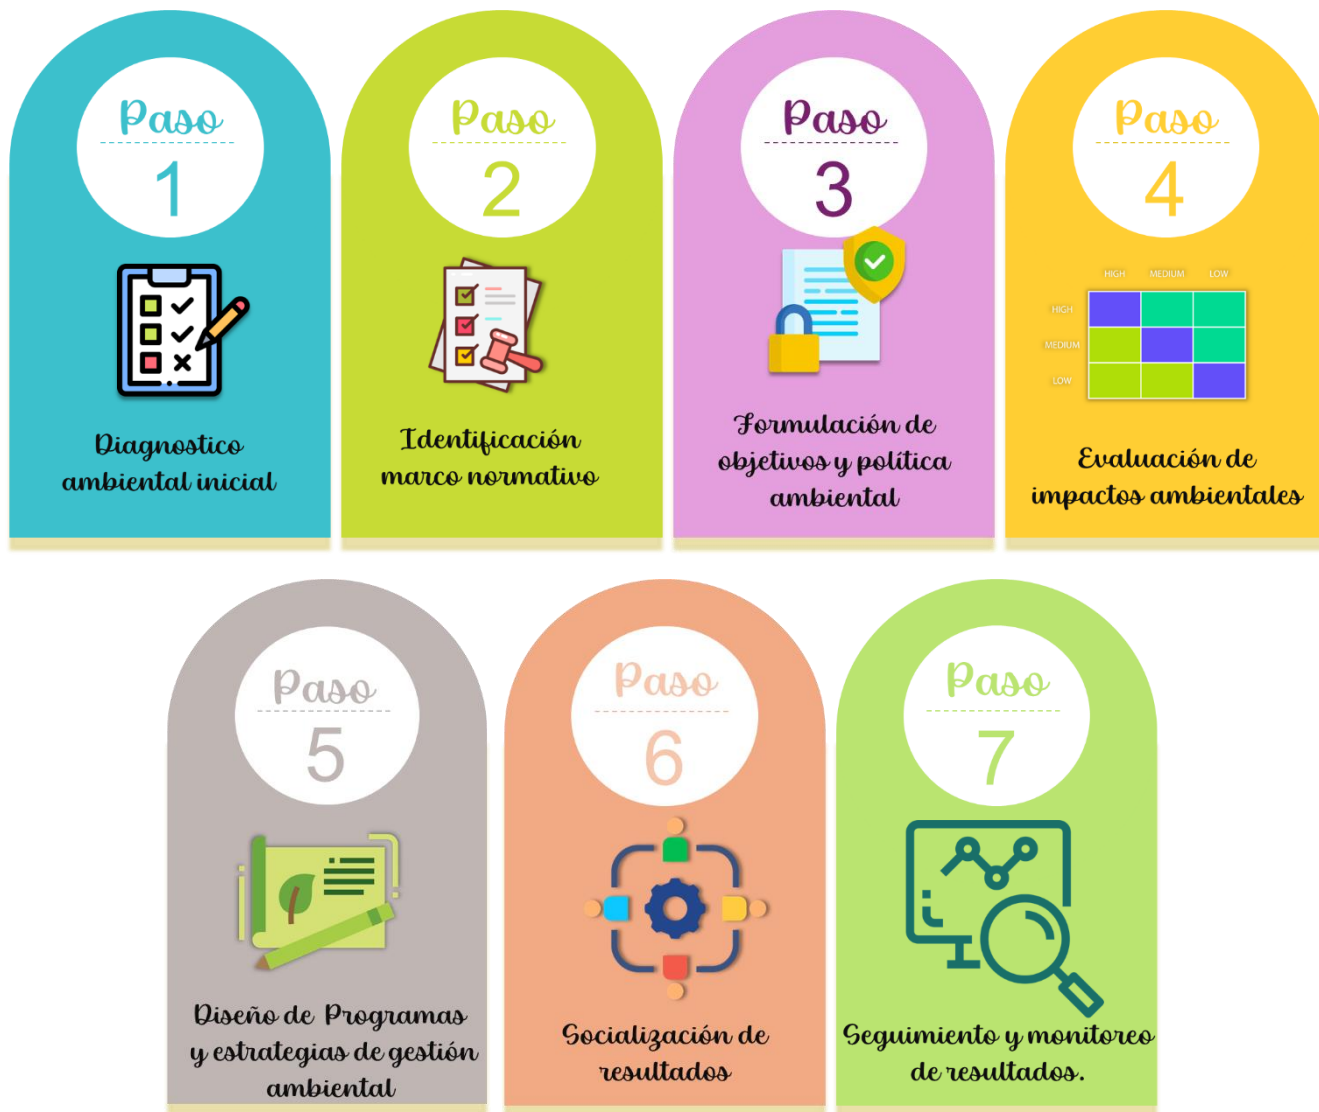 Paso
1
Diagnostico
ambiental inicial
Paso
2
Identificación
marco normativo
Paso
3
Formulación de
objetivos y política
ambiental
Paso
4
HIGH MEDIUM LOW
HIGH
MEDIUM
LOW
Evaluación de
impactos ambientales
Paso
5
Diseño de Programas
y estrategias de gestión
ambiental
Paso
6
Socialización de
resultados
Paso
7
Seguimiento y monitoreo
de resultados.